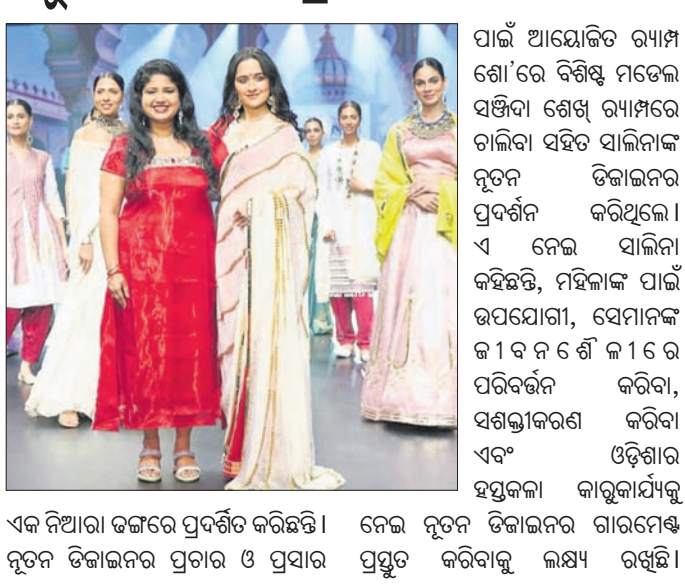 ଏକ ନିଆରା ଢଙ୍ଗରେ ପ୍ରଦର୍ଶିତ କରିଛନ୍ତି।
ନୂତନ ଡିଜାଇନର ପ୍ରଚାର ଓ ପ୍ରସାର
ପାଇଁ ଆୟୋଜିତ ର‌୍ୟାମ୍ପ
ଶୋ’ରେ ବିଶିଷ୍ଟ ମଡେଲ
ସଞ୍ଜିଦା ଶେଖ୍ ର‌୍ୟାମ୍ପରେ
ଚାଲିବା ସହିତ ସାଲିନାଙ୍କ
ନୂତନ ଡିଜାଇନର
ପ୍ରଦର୍ଶନ କରିଥିଲେ।
ଏ ନେଇ ସାଲିନା
କହିଛନ୍ତି, ମହିଳାଙ୍କ ପାଇଁ
ଉପଯୋଗୀ, ସେମାନଙ୍କ
ଜୀବନଶୈଳୀରେ
ପରିବର୍ତ୍ତନ କରିବା,
ସଶକ୍ତୀକରଣ କରିବା
ଏବଂ ଓଡ଼ିଶାର
ହସ୍ତକଳା କାରୁକାର୍ଯ୍ୟକୁ
ନେଇ ନୂତନ ଡିଜାଇନର ଗାରମେଣ୍ଟ
ପ୍ରସ୍ତୁତ କରିବାକୁ ଲକ୍ଷ୍ୟ ରଖିଛି।